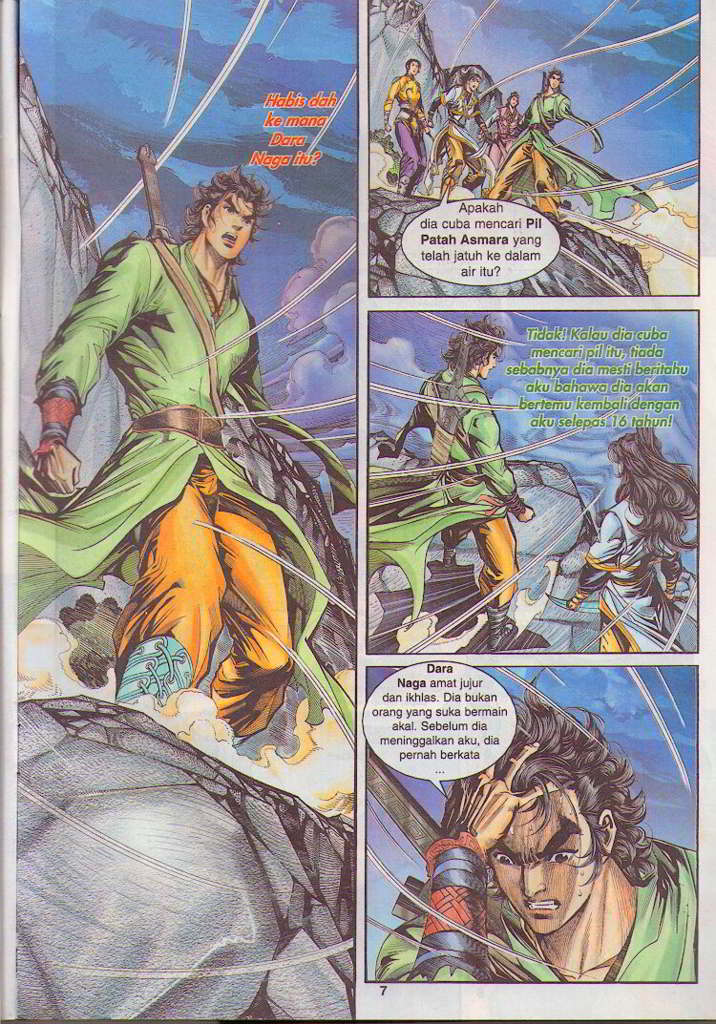 Habis dah
ke mana
Dara
Naga itu?
Apakah
dia cuba mencari Pil
Patah Asmara yang
telah jatuh ke dalam
air itu?
Tidak! Kalau dia cuba
mencari pil itu, tiada
sebabnya dia mesti beritahu
aku bahawa dia akan
bertemu kembali dengan
aku selepas 16 tahun!
Dara
Naga amat jujur
dan ikhlas. Dia bukan
orang yang suka bermain
akal. Sebelum dia
meninggalkan aku, dia
pernah berkata
...
7